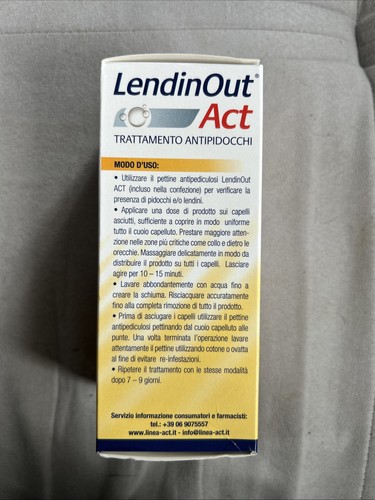 LendinOut®
Act
TRATTAMENTO ANTIPIDOCCHI
MODO D'USO:
• Utilizzare il pettine antipediculosi LendinOut
ACT (incluso nella confezione) per verificare la
presenza di pidocchi e/o lendini.
• Applicare una dose di prodotto sui capelli
asciutti, sufficiente a coprire in modo uniforme
tutto il cuoio capelluto. Prestare maggiore atten-
zione nelle zone più critiche come collo e dietro le
orecchie. Massaggiare delicatamente in modo da
distribuire il prodotto su tutti i capelli. Lasciare
agire per 10 – 15 minuti.
• Lavare abbondantemente con acqua fino a
creare la schiuma. Risciacquare accuratamente
fino alla completa rimozione di tutto il prodotto.
• Prima di asciugare i capelli utilizzare il pettine
antipediculosi pettinando dal cuoio capelluto alle
punte. Una volta terminata l'operazione lavare
attentamente il pettine utilizzando cotone o ovatta
al fine di evitare re-infestazioni.
• Ripetere il trattamento con le stesse modalità
dopo 7 – 9 giorni.
Servizio informazione consumatori e farmacisti:
tel.: +39 06 9075557
www.linea-act.it - info@linea-act.it